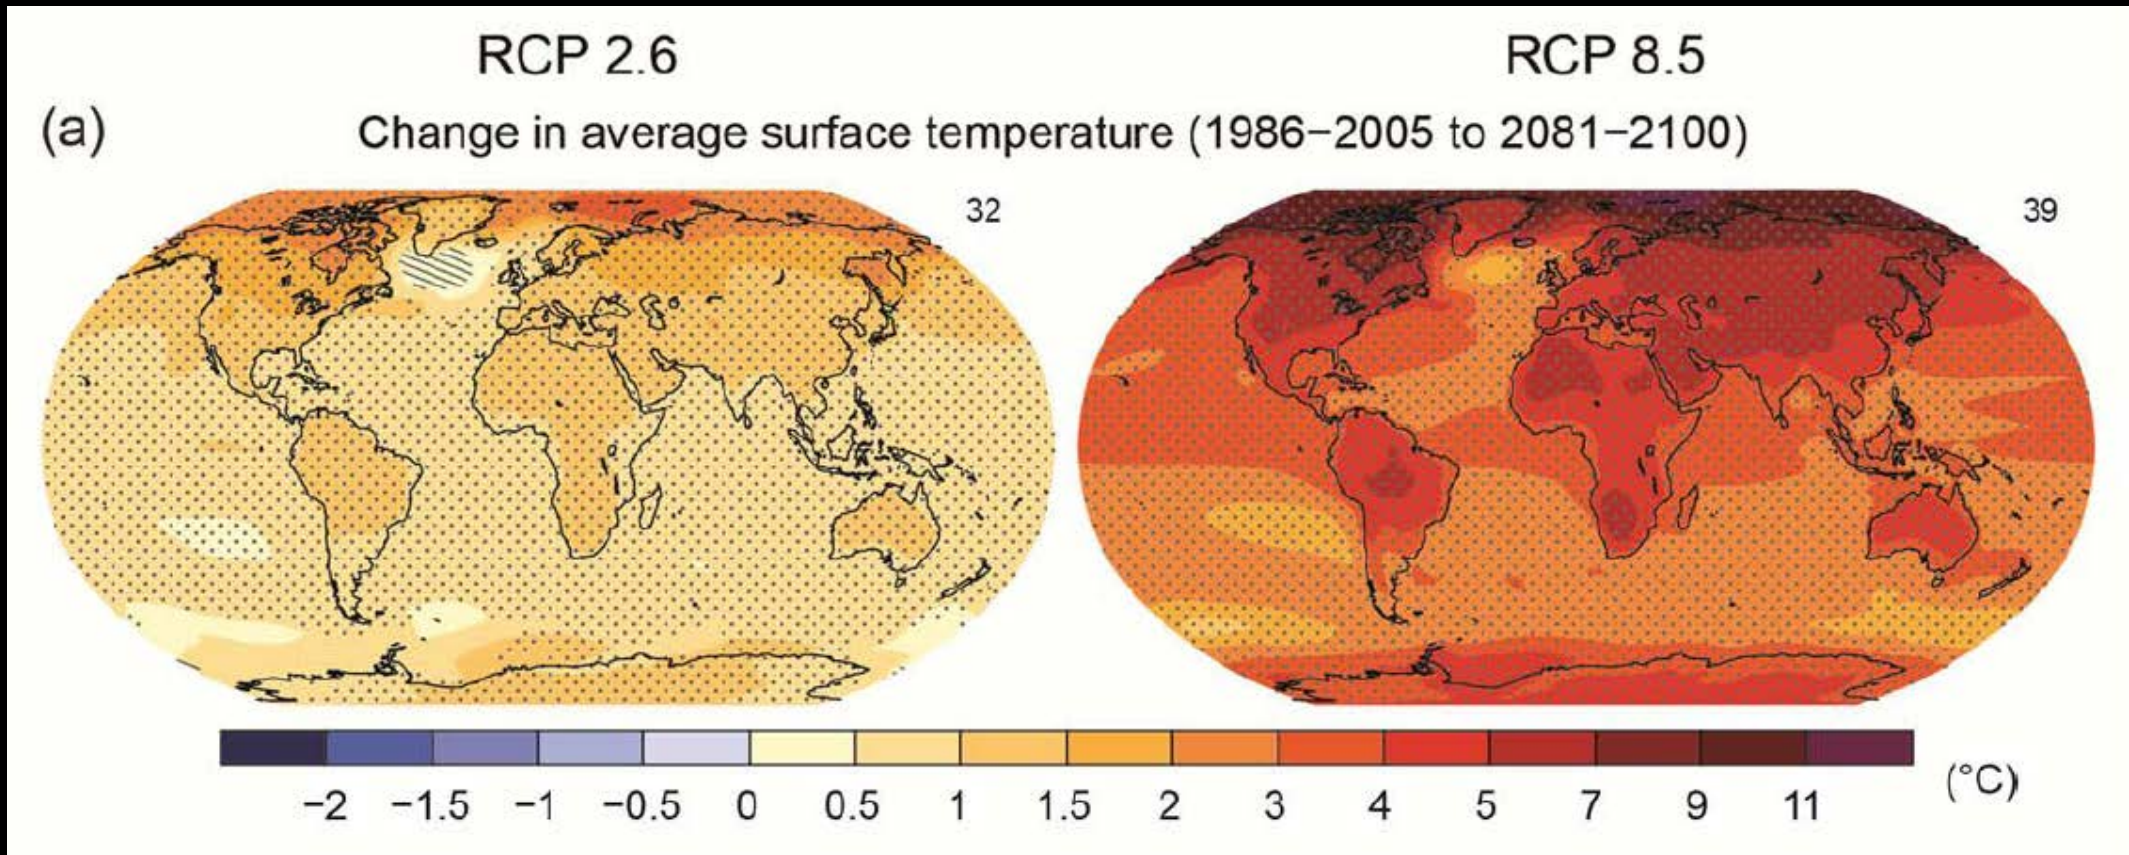 RCP 2.6 RCP 8.5
(a) Change in average surface temperature (1986−2005 to 2081−2100)
32 39
−2 −1.5 −1 −0.5 0 0.5 1 1.5 2 3 4 5 7 9 11 (°C)